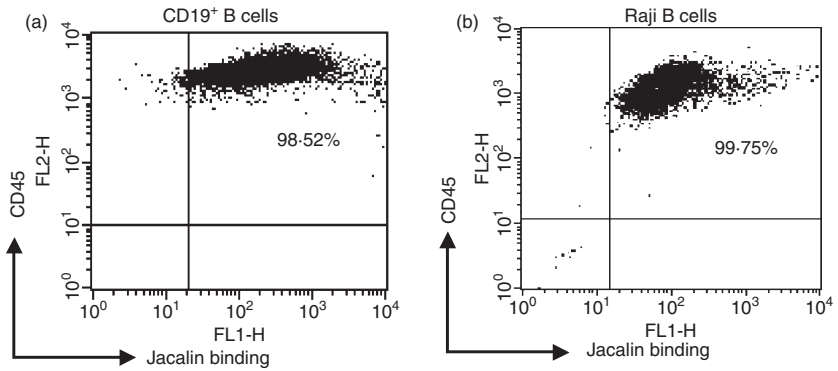 (a)
CD19⁺ B cells
10⁴
10³
10²
10¹
10⁰
CD45
FL2-H
98·52%
10⁰ 10¹ 10² 10³ 10⁴
FL1-H
Jacalin binding
(b)
Raji B cells
10⁴
10³
10²
10¹
10⁰
CD45
FL2-H
99·75%
10⁰ 10¹ 10² 10³ 10⁴
FL1-H
Jacalin binding